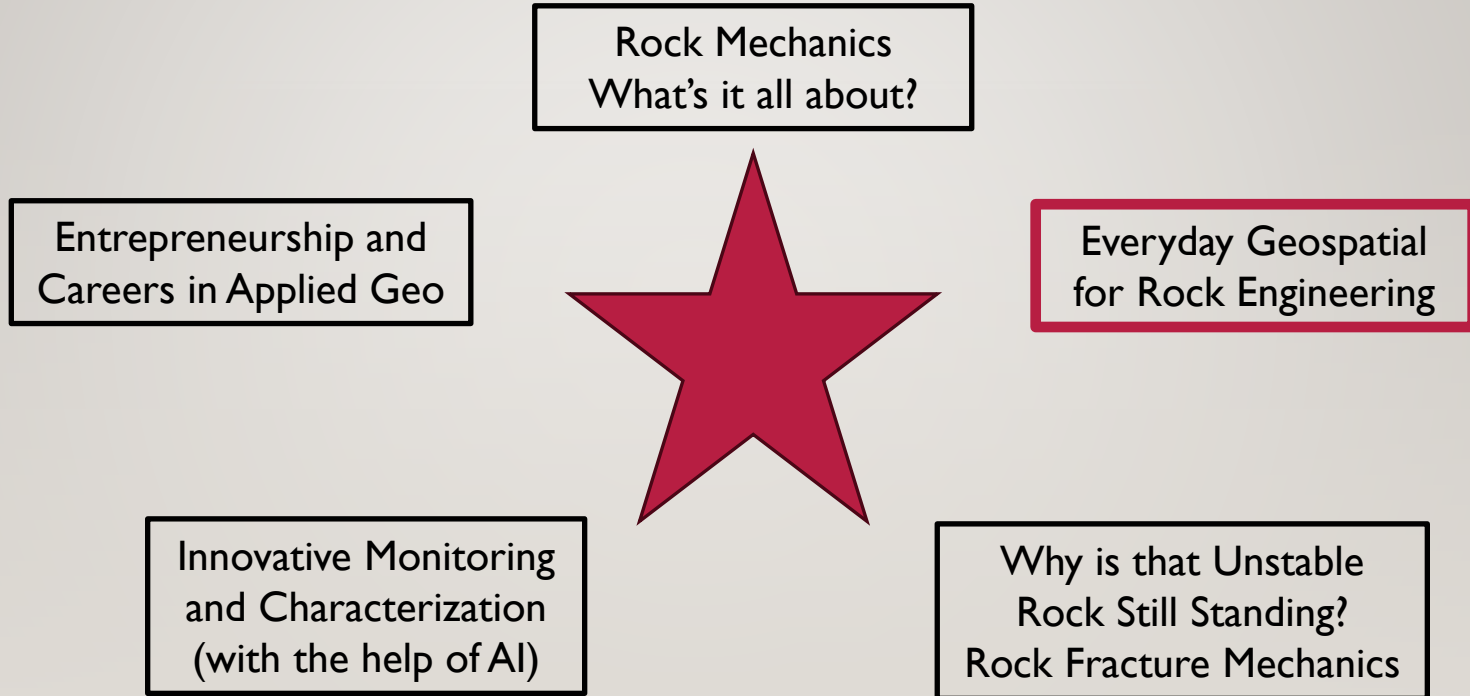 Rock Mechanics
What's it all about?
Entrepreneurship and
Careers in Applied Geo
Everyday Geospatial
for Rock Engineering
Innovative Monitoring
and Characterization
(with the help of AI)
Why is that Unstable
Rock Still Standing?
Rock Fracture Mechanics